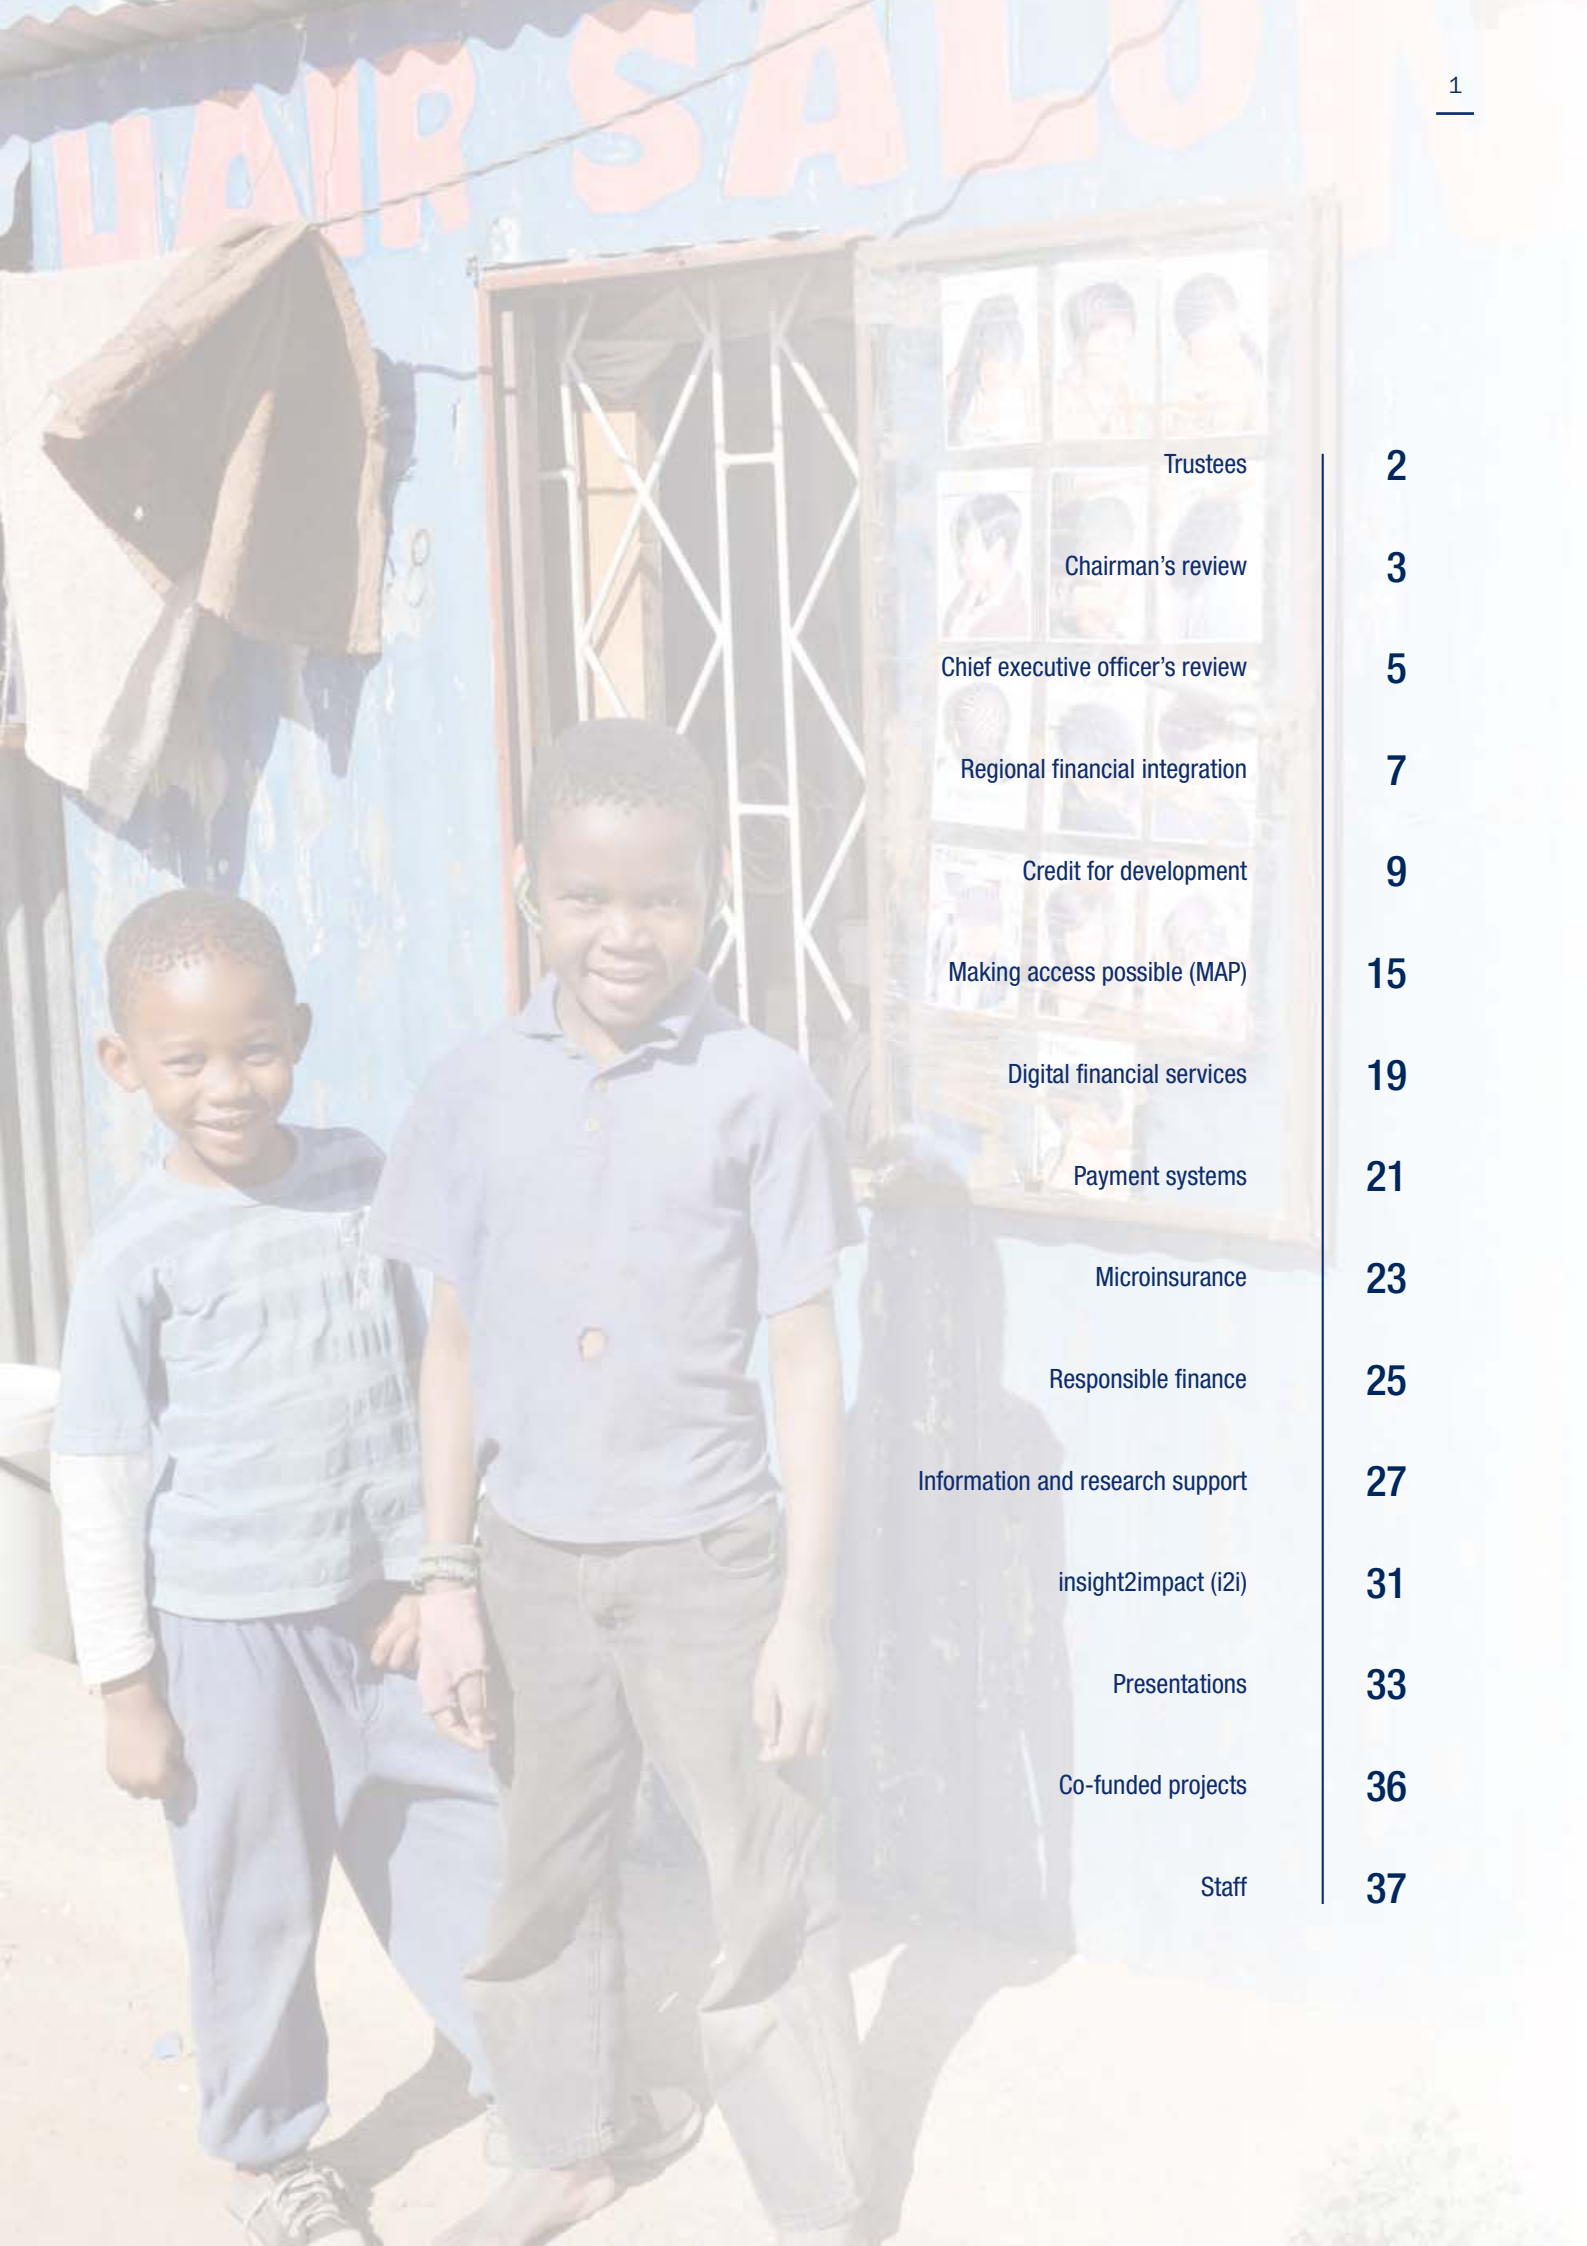 1
HAIR SALON
Trustees 2
Chairman’s review 3
Chief executive officer’s review 5
Regional financial integration 7
Credit for development 9
Making access possible (MAP) 15
Digital financial services 19
Payment systems 21
Microinsurance 23
Responsible finance 25
Information and research support 27
insight2impact (i2i) 31
Presentations 33
Co-funded projects 36
Staff 37